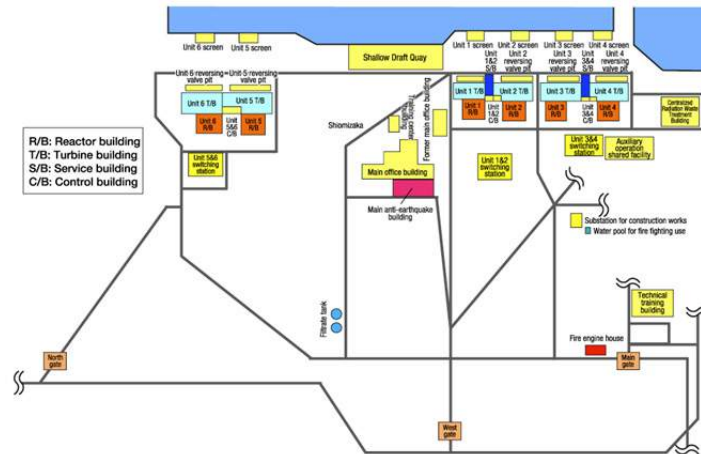 Unit 6 screen
Unit 5 screen
Shallow Draft Quay
Unit 1 screen
Unit 2 screen
Unit 3 screen
Unit 4 screen
Unit 6 reversing
valve pit
Unit 5 reversing
valve pit
Unit
1&2
S/B
Unit 2
reversing
valve pit
Unit 3
reversing
valve pit
Unit
3&4
S/B
Unit 4
reversing
valve pit
Unit 6 T/B
Unit 5 T/B
Unit 1 T/B
Unit 2 T/B
Unit 3 T/B
Unit 4 T/B
Unit 6
R/B
Unit
5&6
C/B
Unit 5
R/B
Unit 1
R/B
Unit
1&2
C/B
Unit 2
R/B
Unit 3
R/B
Unit
3&4
C/B
Unit 4
R/B
Centralized
Radiation Waste
Treatment
Building
R/B: Reactor building
T/B: Turbine building
S/B: Service building
C/B: Control building
Shiomizaka
Training center
building
Former main office building
Unit 5&6
switching
station
Main office building
Main anti-earthquake
building
Unit 1&2
switching
station
Unit 3&4
switching
station
Auxiliary
operation
shared facility
Substation for construction works
Water pool for fire fighting use
Filtrate tank
Technical
training
building
Fire engine house
North
gate
Main
gate
West
gate